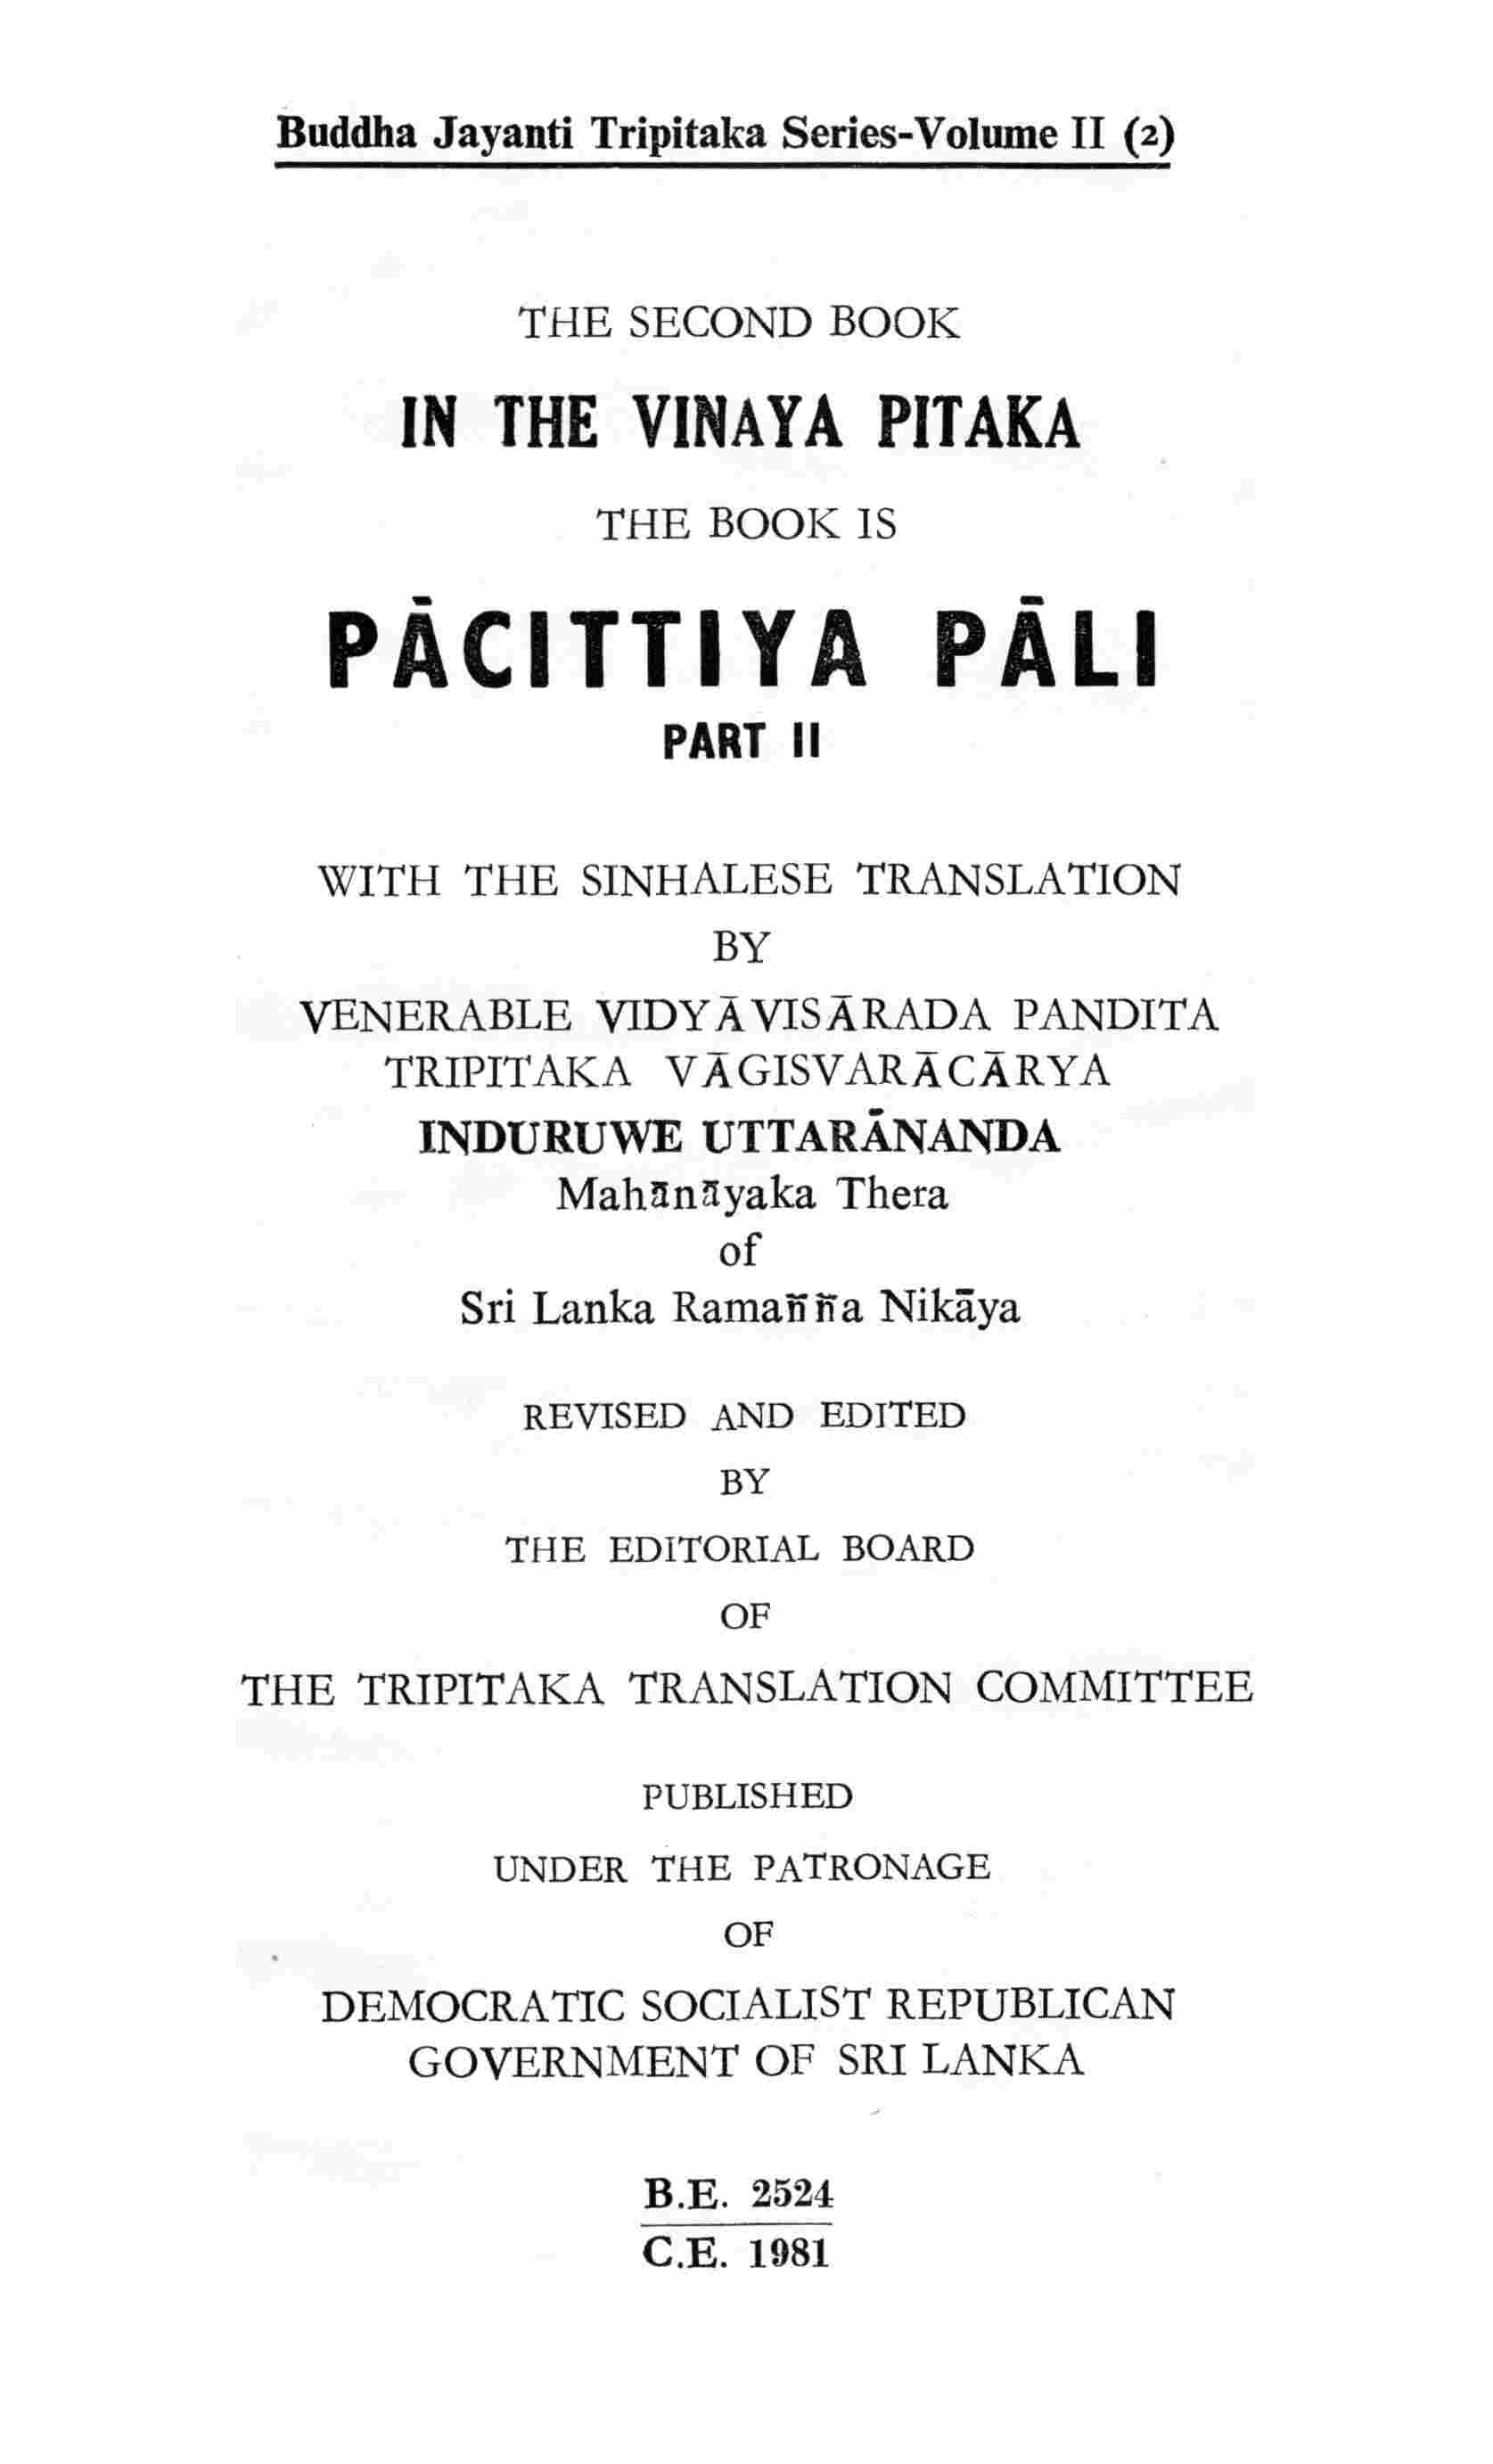 Buddha Jayanti Tripitaka Series-Volume II (2)
THE SECOND BOOK
IN THE VINAYA PITAKA
THE BOOK IS
PĀCITTIYA PĀLI
PART II
WITH THE SINHALESE TRANSLATION
BY
VENERABLE VIDYĀVISĀRADA PANDITA
TRIPITAKA VĀGISVARĀCĀRYA
INDURUWE UTTARĀNANDA
Mahānāyaka Thera
of
Sri Lanka Ramañña Nikāya
REVISED AND EDITED
BY
THE EDITORIAL BOARD
OF
THE TRIPITAKA TRANSLATION COMMITTEE
PUBLISHED
UNDER THE PATRONAGE
OF
DEMOCRATIC SOCIALIST REPUBLICAN
GOVERNMENT OF SRI LANKA
B.E. 2524
C.E. 1981